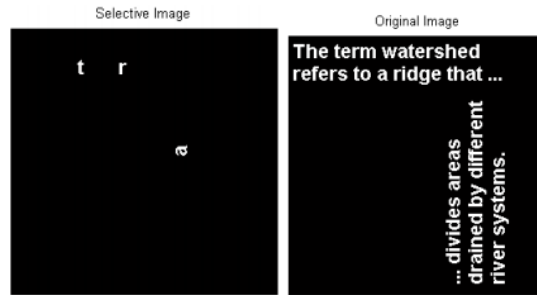 Selective Image
t r
a
Original Image
The term watershed
refers to a ridge that ...
... divides areas
drained by different
river systems.